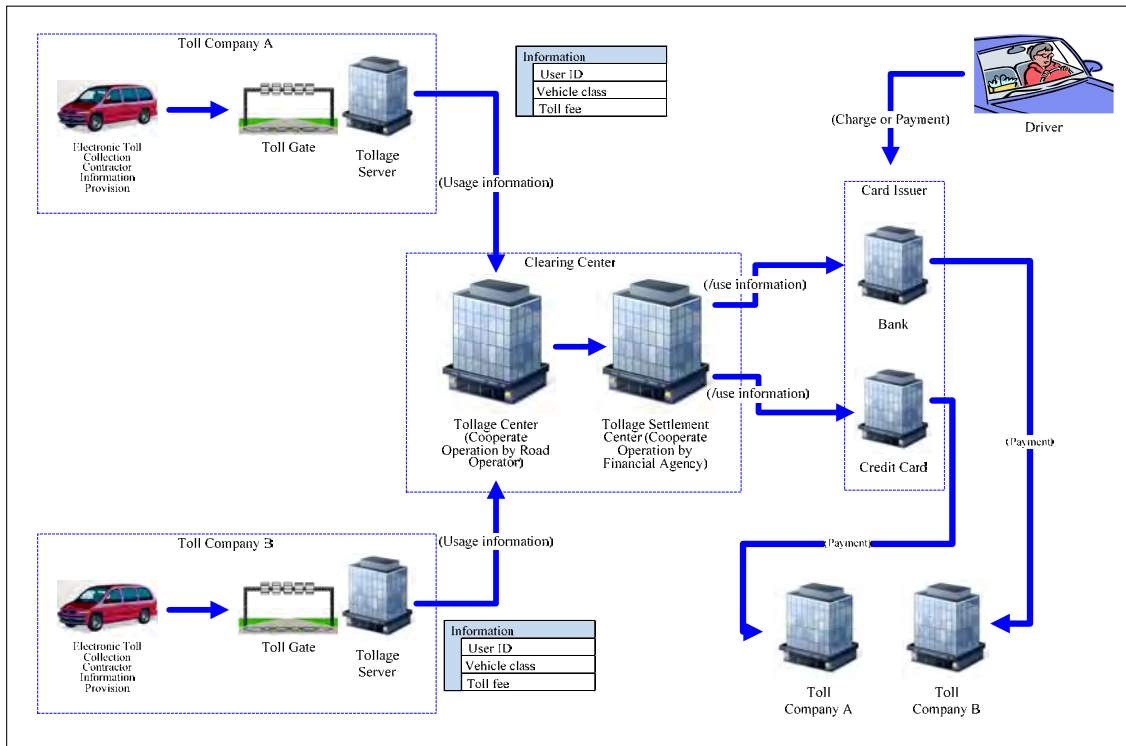 Toll Company A
Electronic Toll
Collection
Contractor
Information
Provision
Toll Gate
Tollage
Server
Information
User ID
Vehicle class
Toll fee
(Usage information)
Driver
(Charge or Payment)
Clearing Center
Tollage Center
(Cooperate
Operation by Road
Operator)
Tollage Settlement
Center (Cooperate
Operation by
Financial Agency)
(/use information)
(/use information)
Card Issuer
Bank
Credit Card
(Payment)
(Payment)
Toll
Company A
Toll
Company B
Toll Company B
Electronic Toll
Collection
Contractor
Information
Provision
Toll Gate
Tollage
Server
(Usage information)
Information
User ID
Vehicle class
Toll fee